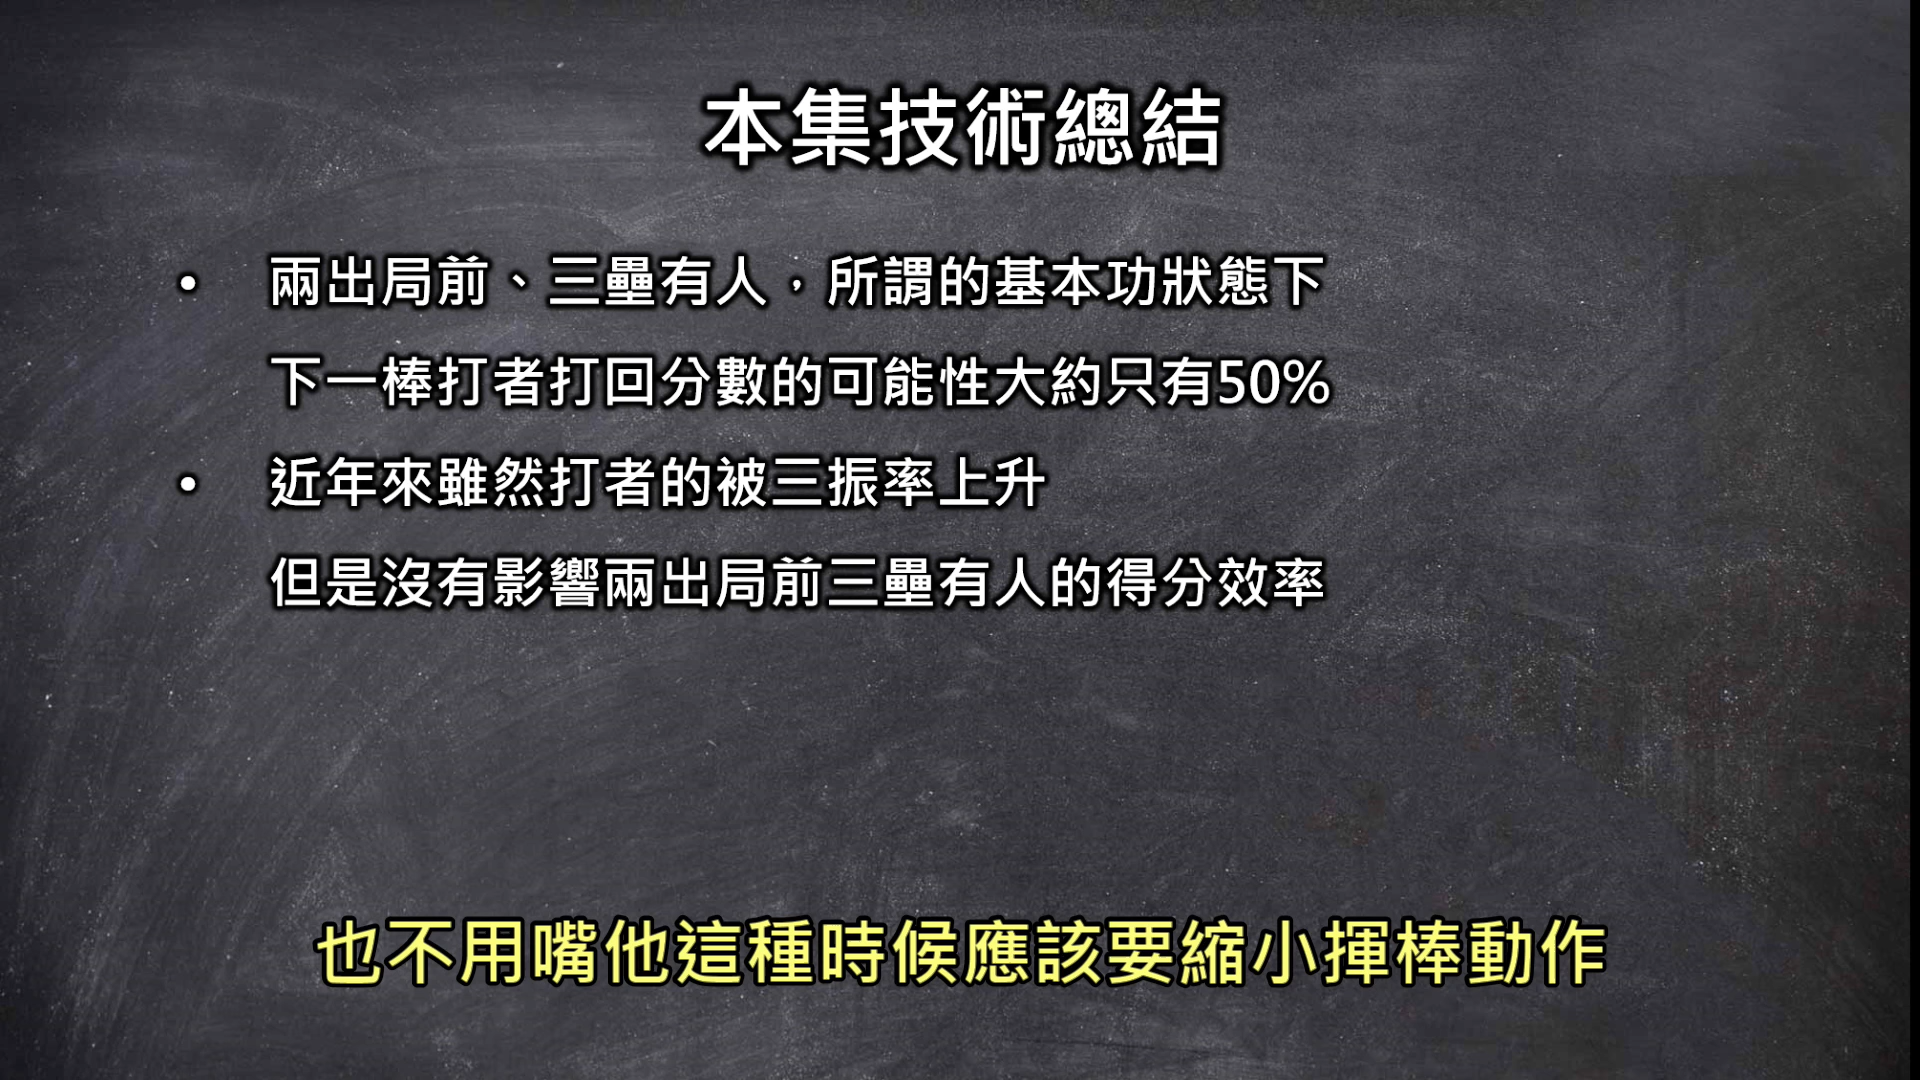 本集技術總結
• 兩出局前、三壘有人，所謂的基本功狀態下
下一棒打者打回分數的可能性大約只有50%
• 近年來雖然打者的被三振率上升
但是沒有影響兩出局前三壘有人的得分效率
也不用嘴他這種時候應該要縮小揮棒動作